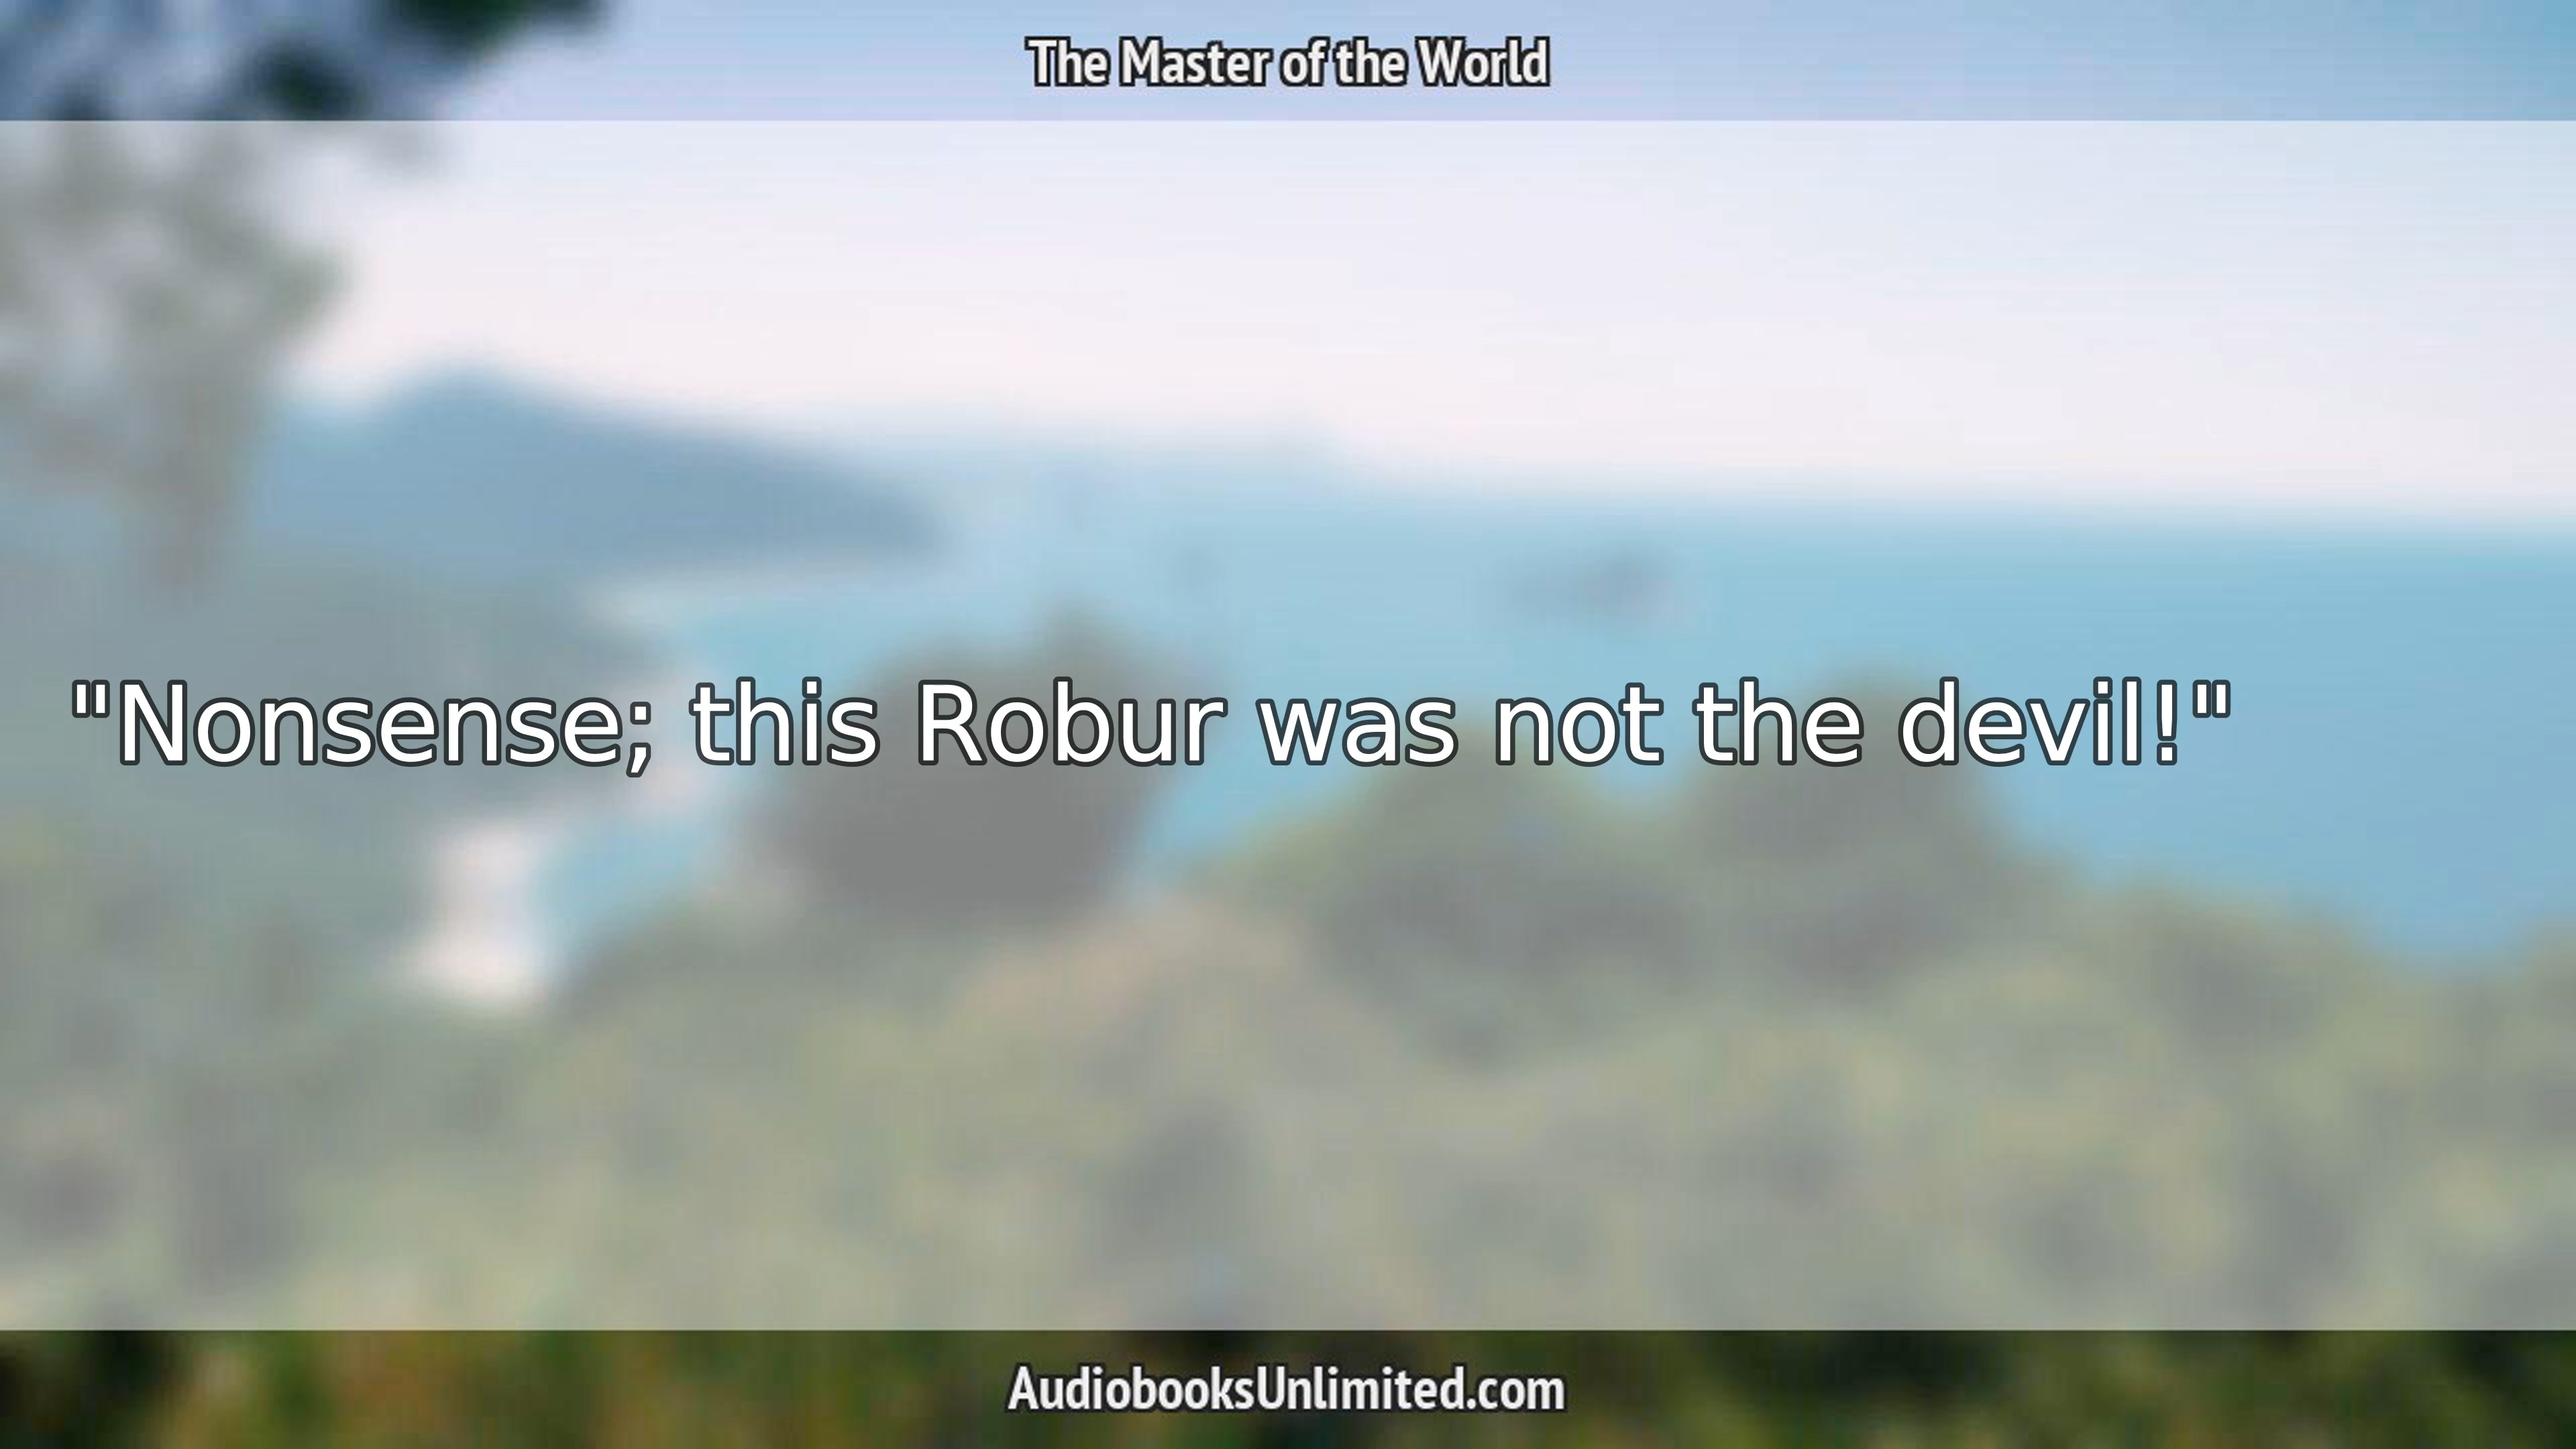 The Master of the World
"Nonsense; this Robur was not the devil!"
AudiobooksUnlimited.com